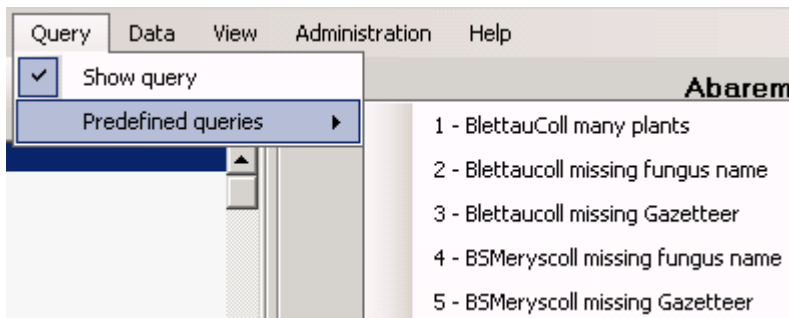 Query Data View Administration Help
Show query
Abarem
Predefined queries
1 - BlettauColl many plants
2 - Blettaucoll missing fungus name
3 - Blettaucoll missing Gazetteer
4 - BSMeryscoll missing fungus name
5 - BSMeryscoll missing Gazetteer